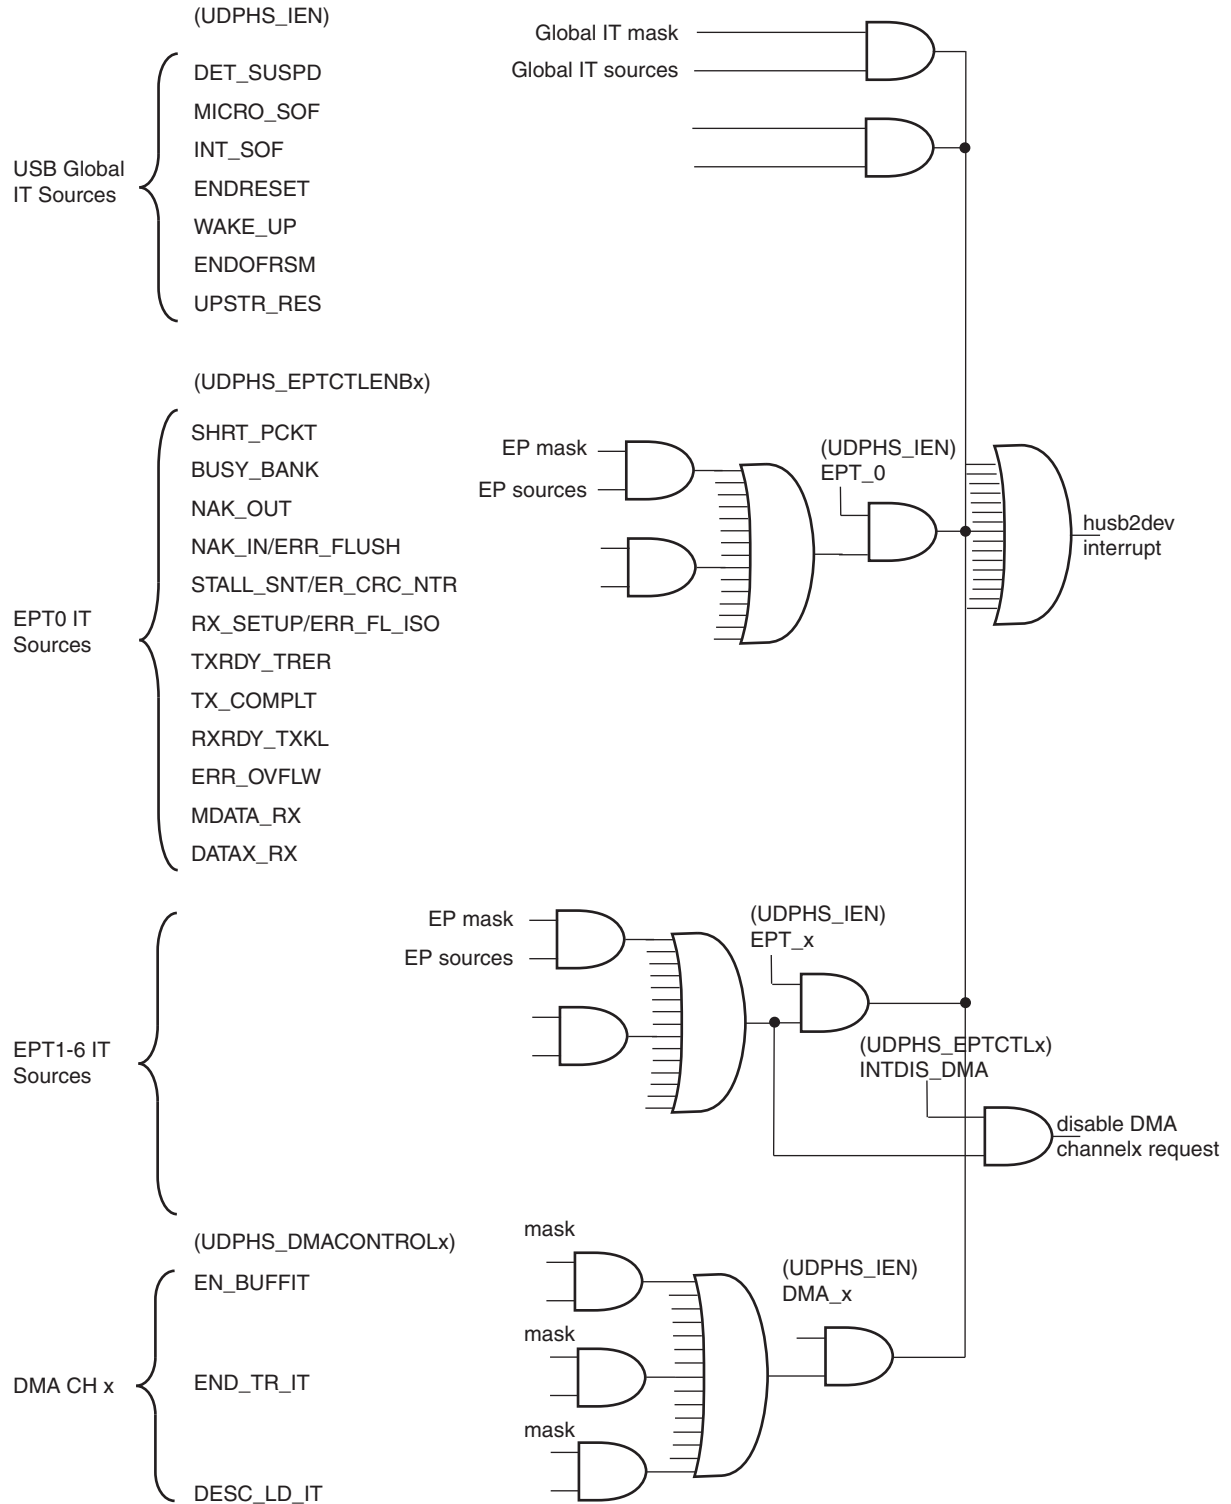 (UDPHS_IEN)
Global IT mask
Global IT sources
DET_SUSPD
MICRO_SOF
INT_SOF
USB Global
IT Sources
ENDRESET
WAKE_UP
ENDOFRSM
UPSTR_RES
(UDPHS_EPTCTLENBx)
SHRT_PCKT
BUSY_BANK
NAK_OUT
NAK_IN/ERR_FLUSH
STALL_SNT/ER_CRC_NTR
EPT0 IT
Sources
RX_SETUP/ERR_FL_ISO
TXRDY_TRER
TX_COMPLT
RXRDY_TXKL
ERR_OVFLW
MDATA_RX
DATAX_RX
EP mask
EP sources
(UDPHS_IEN)
EPT_0
husb2dev
interrupt
EP mask
EP sources
(UDPHS_IEN)
EPT_x
EPT1-6 IT
Sources
(UDPHS_EPTCTLx)
INTDIS_DMA
disable DMA
channelx request
(UDPHS_DMACONTROLx)
mask
EN_BUFFIT
(UDPHS_IEN)
DMA_x
mask
DMA CH x
END_TR_IT
mask
DESC_LD_IT